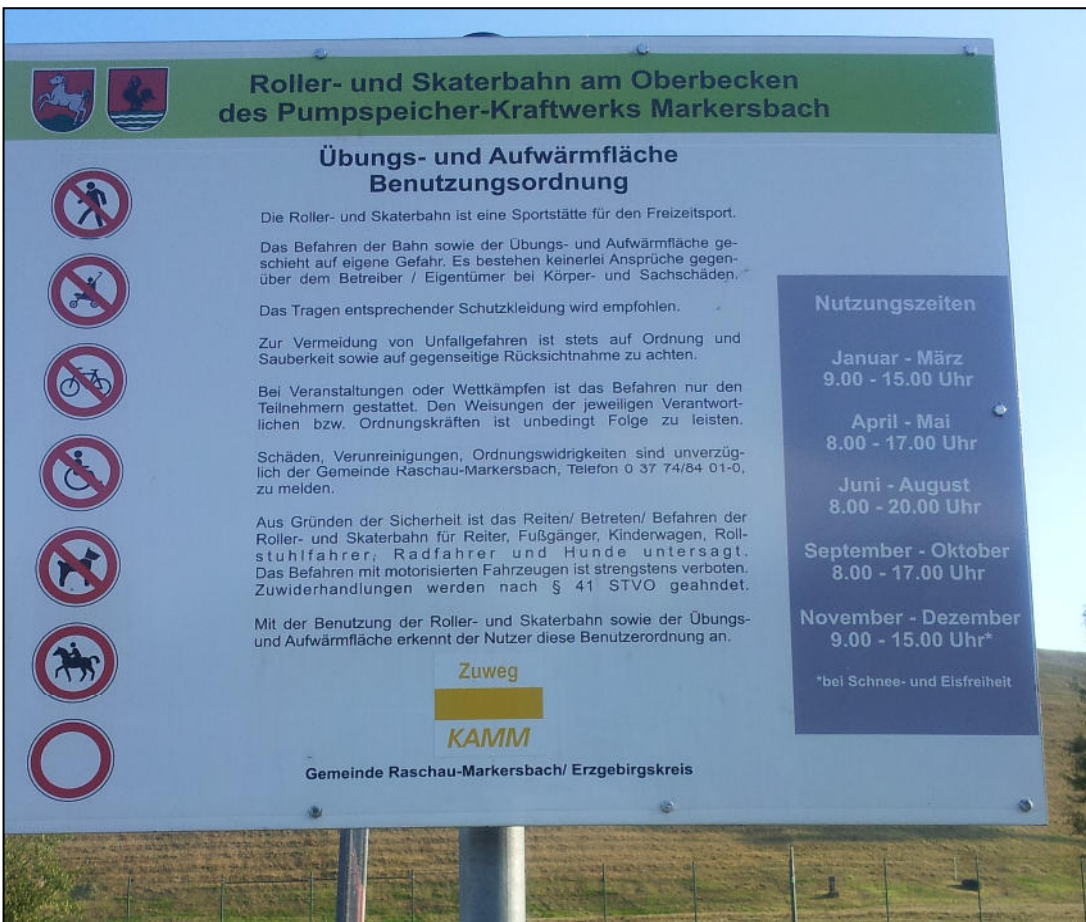 Roller- und Skaterbahn am Oberbecken
des Pumpspeicher-Kraftwerks Markersbach
Übungs- und Aufwärmfläche
Benutzungsordnung
Die Roller- und Skaterbahn ist eine Sportstätte für den Freizeitsport.
Das Befahren der Bahn sowie der Übungs- und Aufwärmfläche ge-
schieht auf eigene Gefahr. Es bestehen keinerlei Ansprüche gegen-
über dem Betreiber / Eigentümer bei Körper- und Sachschäden.
Das Tragen entsprechender Schutzkleidung wird empfohlen.
Zur Vermeidung von Unfallgefahren ist stets auf Ordnung und
Sauberkeit sowie auf gegenseitige Rücksichtnahme zu achten.
Bei Veranstaltungen oder Wettkämpfen ist das Befahren nur den
Teilnehmern gestattet. Den Weisungen der jeweiligen Verantwort-
lichen bzw. Ordnungskräften ist unbedingt Folge zu leisten.
Schäden, Verunreinigungen, Ordnungswidrigkeiten sind unverzüg-
lich der Gemeinde Raschau-Markersbach, Telefon 0 37 74/84 01-0,
zu melden.
Aus Gründen der Sicherheit ist das Reiten/ Betreten/ Befahren der
Roller- und Skaterbahn für Reiter, Fußgänger, Kinderwagen, Roll-
stuhlfahrer, Radfahrer und Hunde untersagt.
Das Befahren mit motorisierten Fahrzeugen ist strengstens verboten.
Zuwiderhandlungen werden nach § 41 STVO geahndet.
Mit der Benutzung der Roller- und Skaterbahn sowie der Übungs-
und Aufwärmfläche erkennt der Nutzer diese Benutzerordnung an.
Zuweg
KAMM
Gemeinde Raschau-Markersbach/ Erzgebirgskreis
Nutzungszeiten
Januar - März
9.00 - 15.00 Uhr
April - Mai
8.00 - 17.00 Uhr
Juni - August
8.00 - 20.00 Uhr
September - Oktober
8.00 - 17.00 Uhr
November - Dezember
9.00 - 15.00 Uhr*
*bei Schnee- und Eisfreiheit